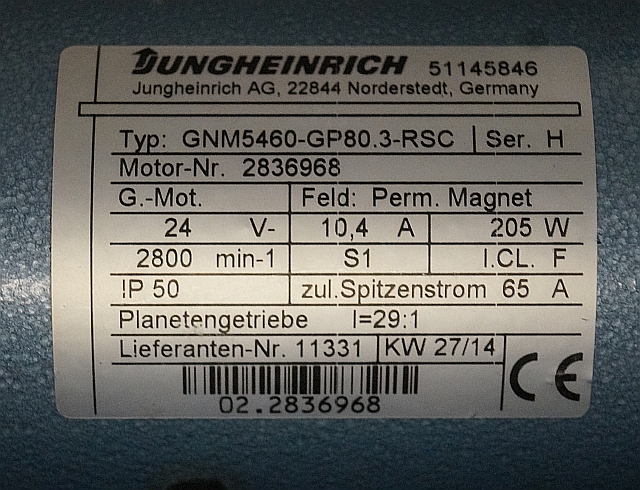 JUNGHEINRICH 51145846
Jungheinrich AG, 22844 Norderstedt, Germany
Typ: GNM5460-GP80.3-RSC Ser. H
Motor-Nr. 2836968
G.-Mot. Feld: Perm. Magnet
24 V- 10,4 A 205 W
2800 min-1 S1 I.CL. F
IP 50 zul.Spitzenstrom 65 A
Planetengetriebe I=29:1
Lieferanten-Nr. 11331 KW 27/14
CE
02.2836968